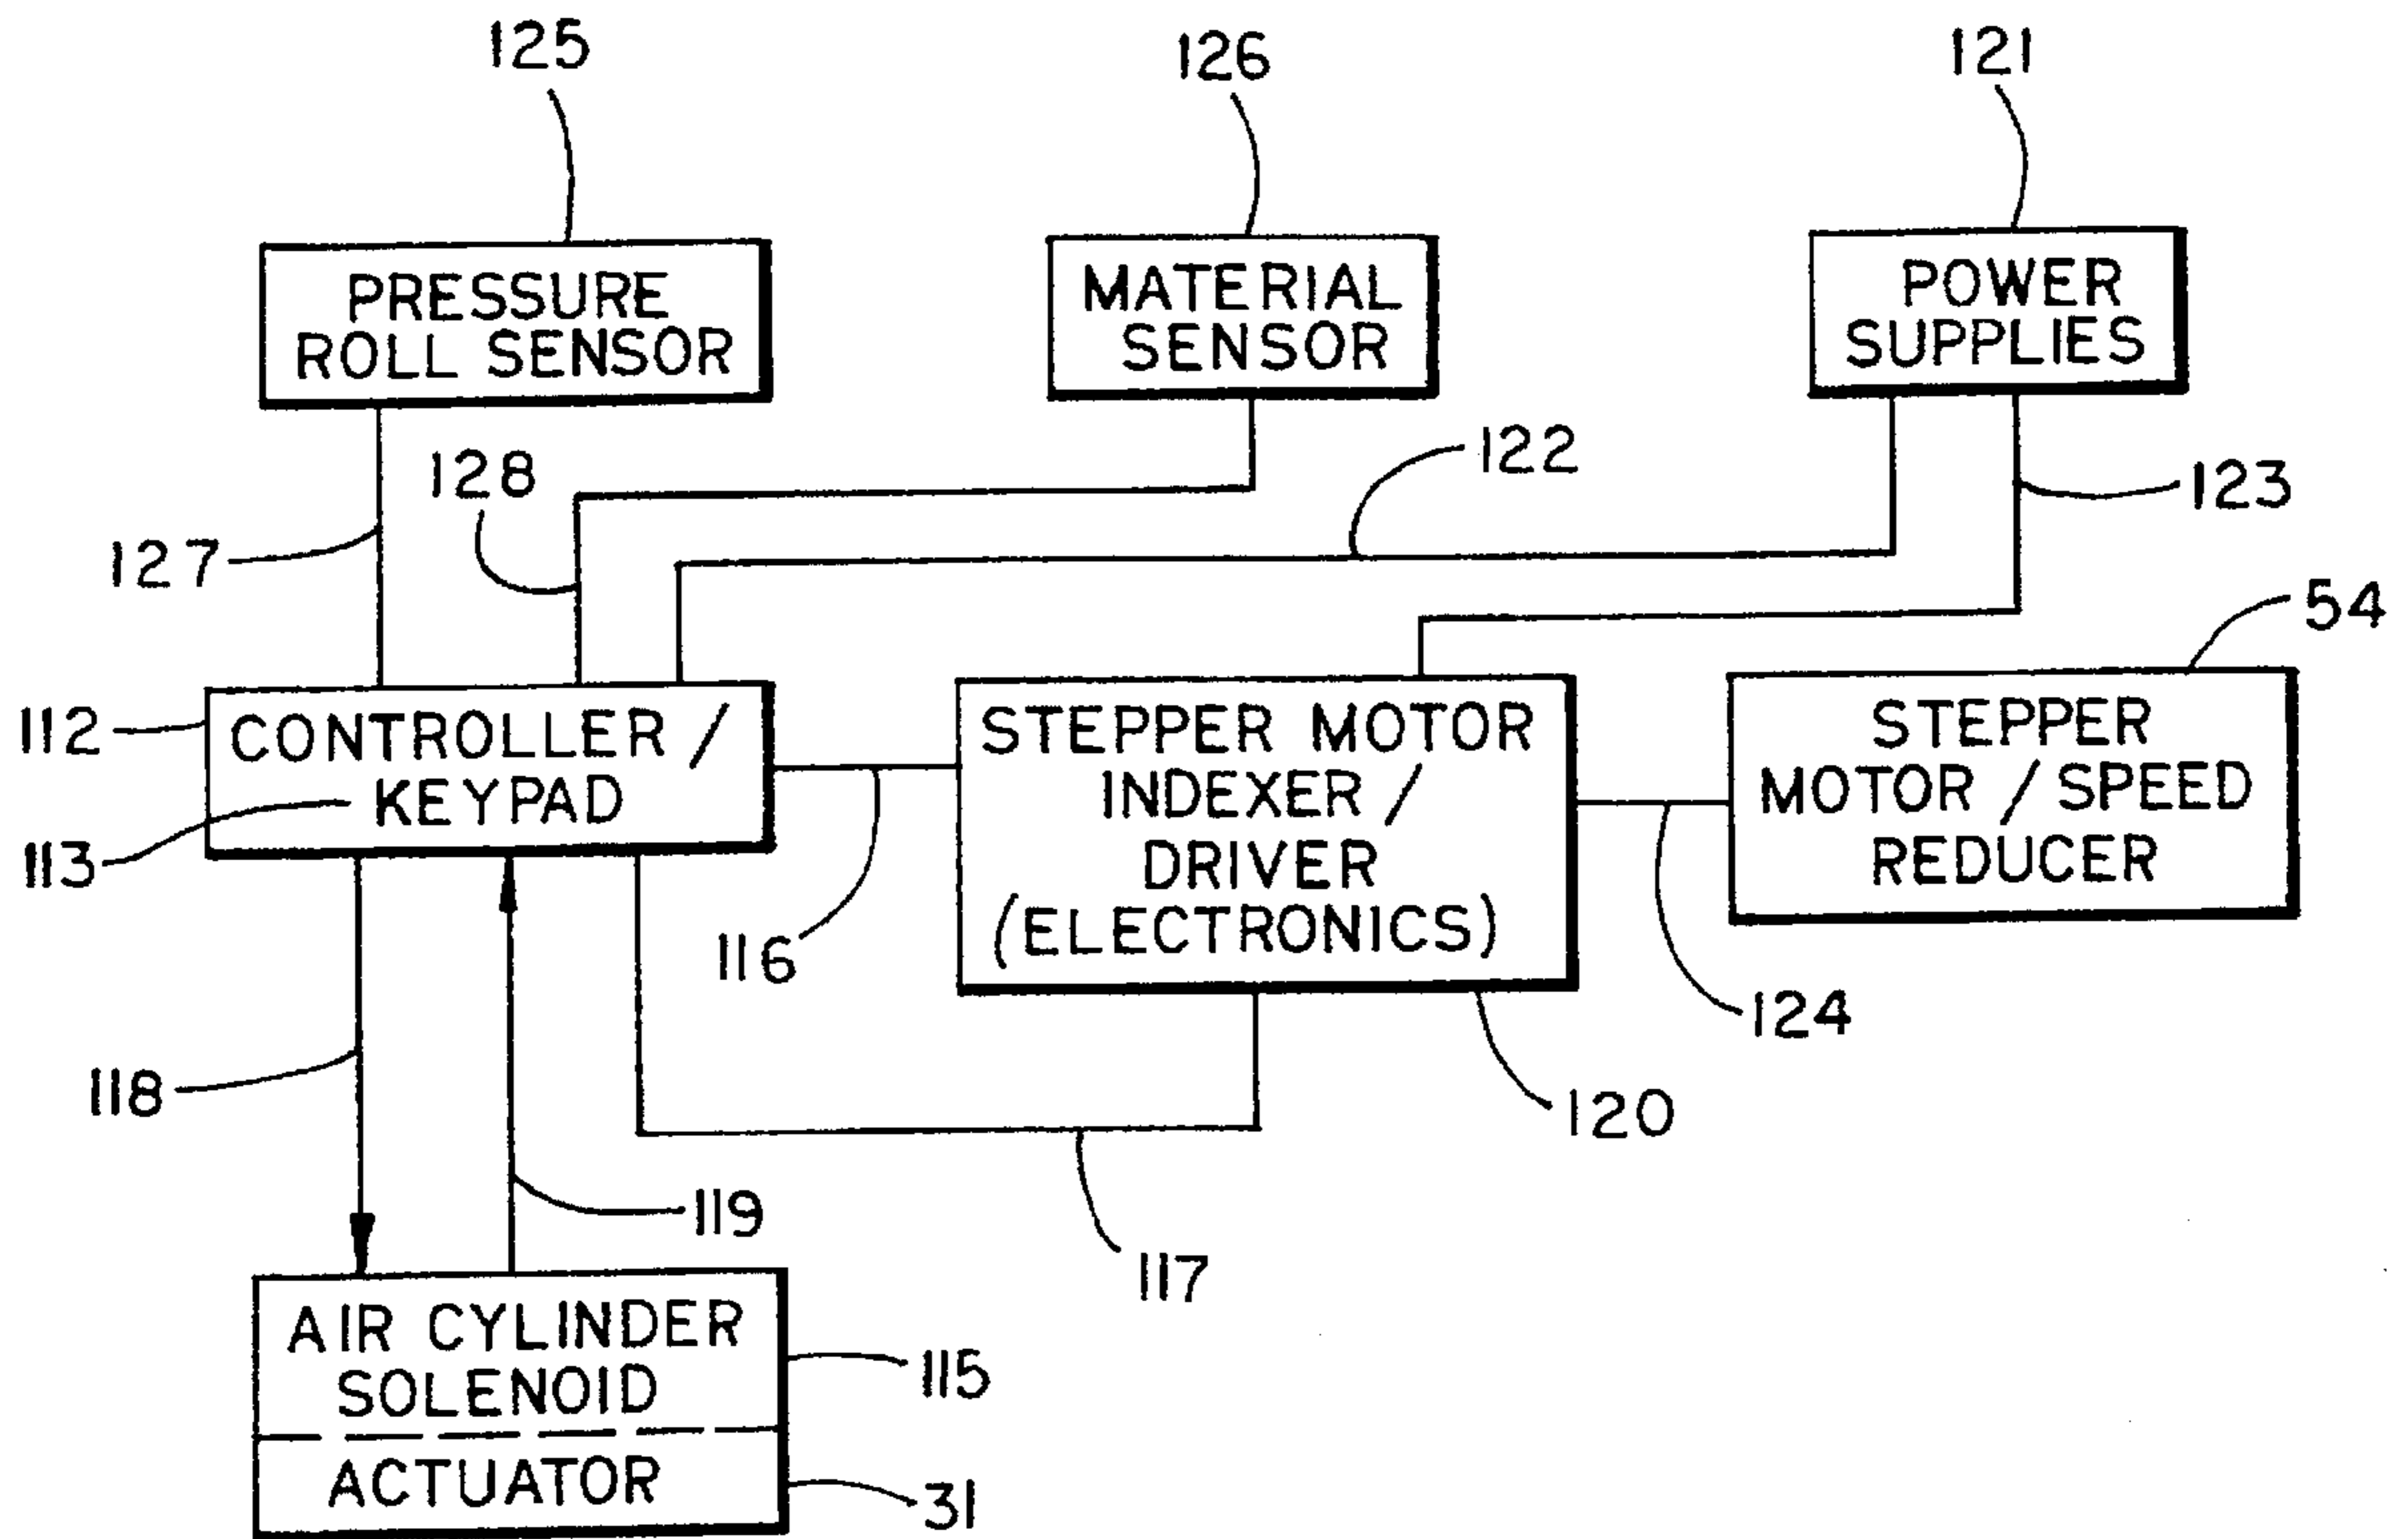 125
126
121
PRESSURE
ROLL SENSOR
MATERIAL
SENSOR
POWER
SUPPLIES
128
122
123
127
54
112
CONTROLLER /
KEYPAD
113
STEPPER MOTOR
INDEXER /
DRIVER
(ELECTRONICS)
STEPPER
MOTOR / SPEED
REDUCER
116
124
118
120
119
117
AIR CYLINDER
SOLENOID
115
ACTUATOR
31